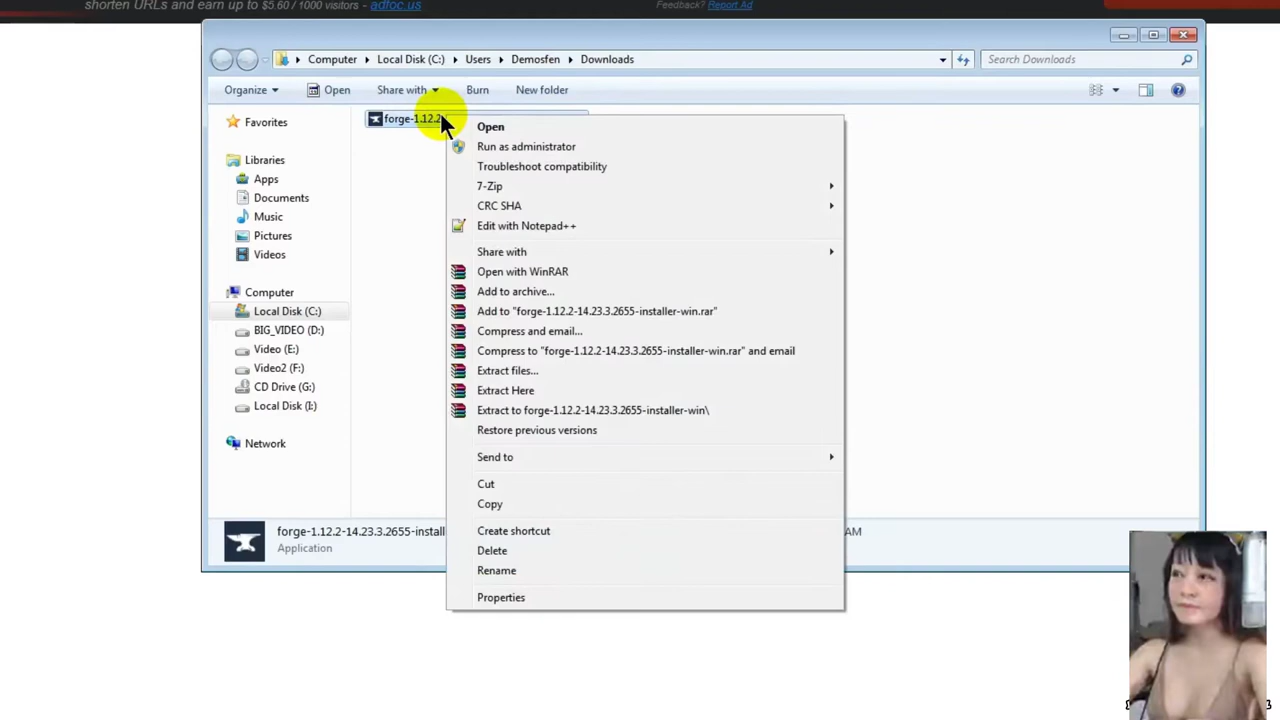 shorten URLs and earn up to $5.60 / 1000 visitors - adfoc.us
Feedback? Report Ad
Computer Local Disk (C:) Users Demosfen Downloads
Search Downloads
Organize
Open
Share with
Burn
New folder
Favorites
Libraries
Apps
Documents
Music
Pictures
Videos
Computer
Local Disk (C:)
BIG_VIDEO (D:)
Video (E:)
Video2 (F:)
CD Drive (G:)
Local Disk (I:)
Network
forge-1.12.2
Open
Run as administrator
Troubleshoot compatibility
7-Zip
CRC SHA
Edit with Notepad++
Share with
Open with WinRAR
Add to archive...
Add to "forge-1.12.2-14.23.3.2655-installer-win.rar"
Compress and email...
Compress to "forge-1.12.2-14.23.3.2655-installer-win.rar" and email
Extract files...
Extract Here
Extract to forge-1.12.2-14.23.3.2655-installer-win\
Restore previous versions
Send to
Cut
Copy
Create shortcut
Delete
Rename
Properties
forge-1.12.2-14.23.3.2655-install
AM
Application